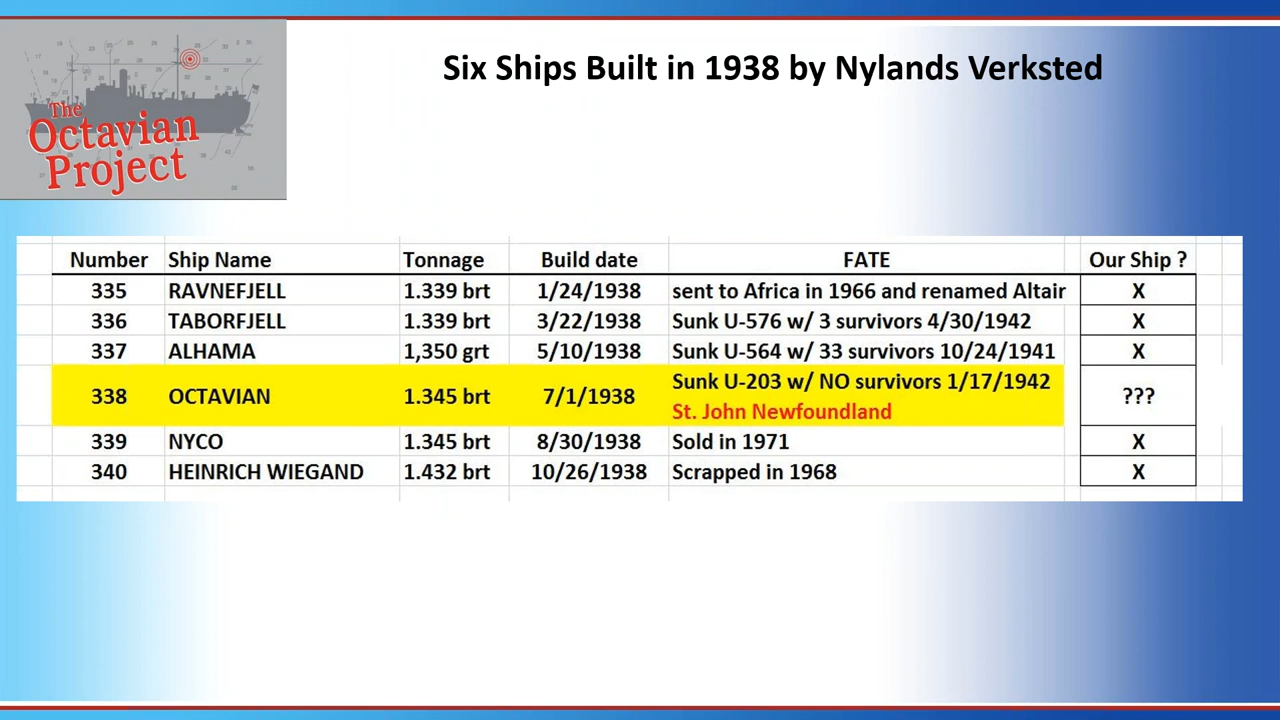 The
Octavian
Project
Six Ships Built in 1938 by Nylands Verksted
Number Ship Name Tonnage Build date FATE Our Ship ?
335 RAVNEFJELL 1.339 brt 1/24/1938 sent to Africa in 1966 and renamed Altair X
336 TABORFJELL 1.339 brt 3/22/1938 Sunk U-576 w/ 3 survivors 4/30/1942 X
337 ALHAMA 1,350 grt 5/10/1938 Sunk U-564 w/ 33 survivors 10/24/1941 X
338 OCTAVIAN 1.345 brt 7/1/1938 Sunk U-203 w/ NO survivors 1/17/1942 ???
St. John Newfoundland
339 NYCO 1.345 brt 8/30/1938 Sold in 1971 X
340 HEINRICH WIEGAND 1.432 brt 10/26/1938 Scrapped in 1968 X